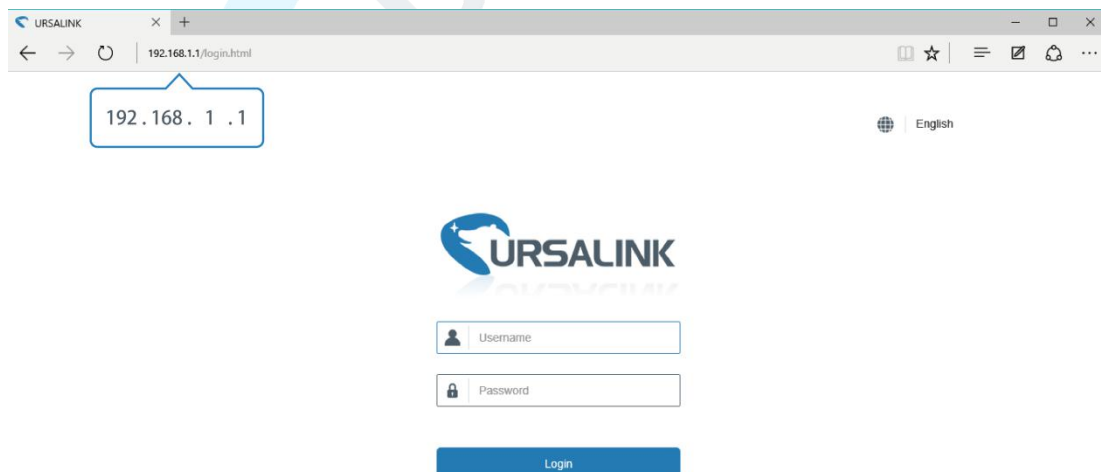 URSALINK
192.168.1.1/login.html
192.168. 1 .1
English
URSALINK
Username
Password
Login